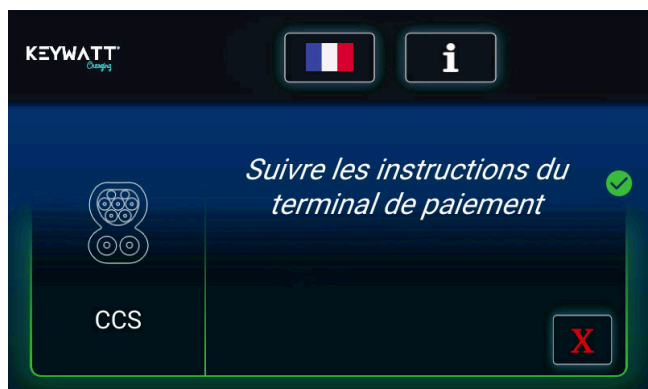 KEYWATT
Charging
i
Suivre les instructions du
terminal de paiement
CCS
X